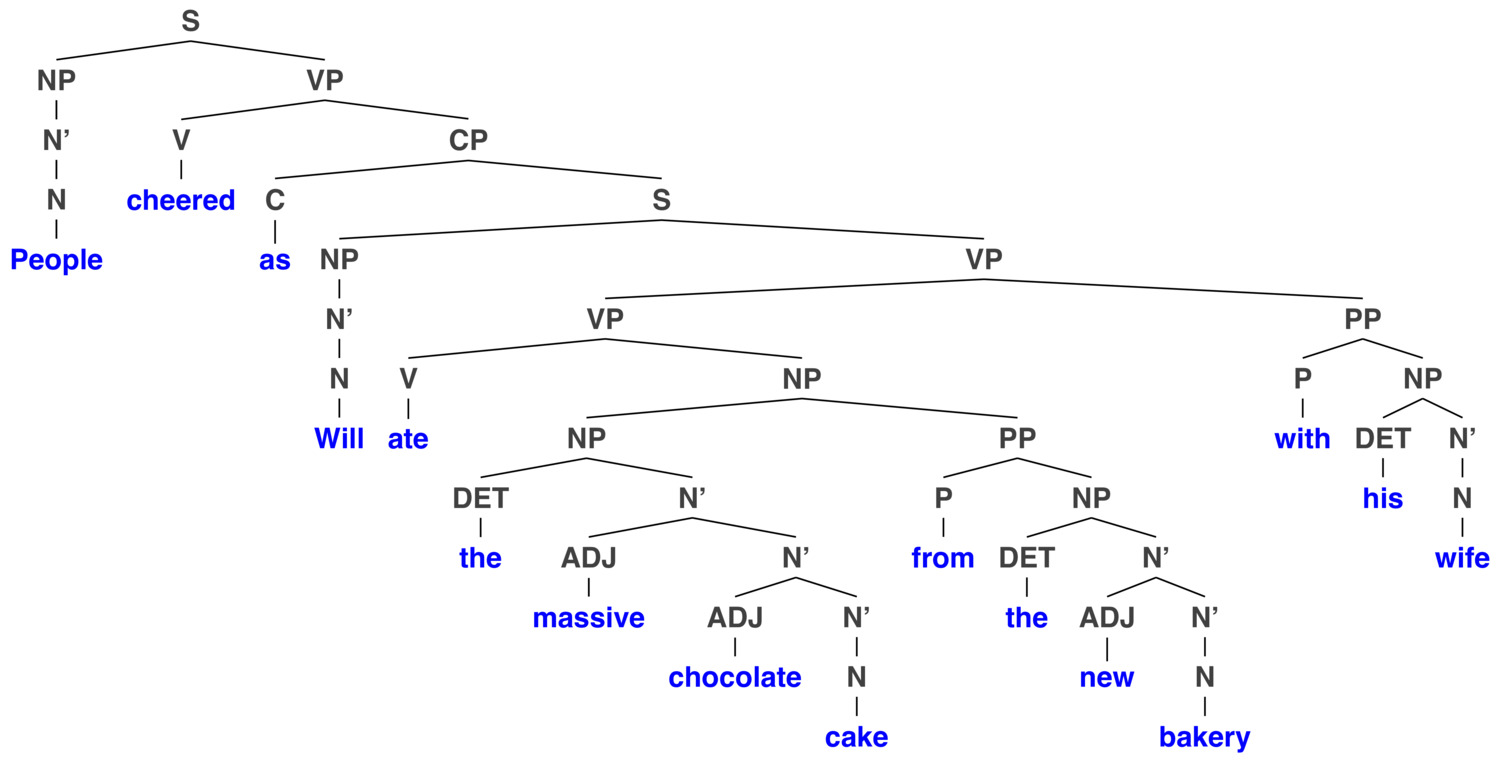 S
NP VP
N’ V CP
N cheered C S
People as NP VP
N’ VP PP
N V NP P NP
Will ate NP PP with DET N’
DET N’ P NP his N
the ADJ N’ from DET N’ wife
massive ADJ N’ the ADJ N’
chocolate N new N
cake bakery